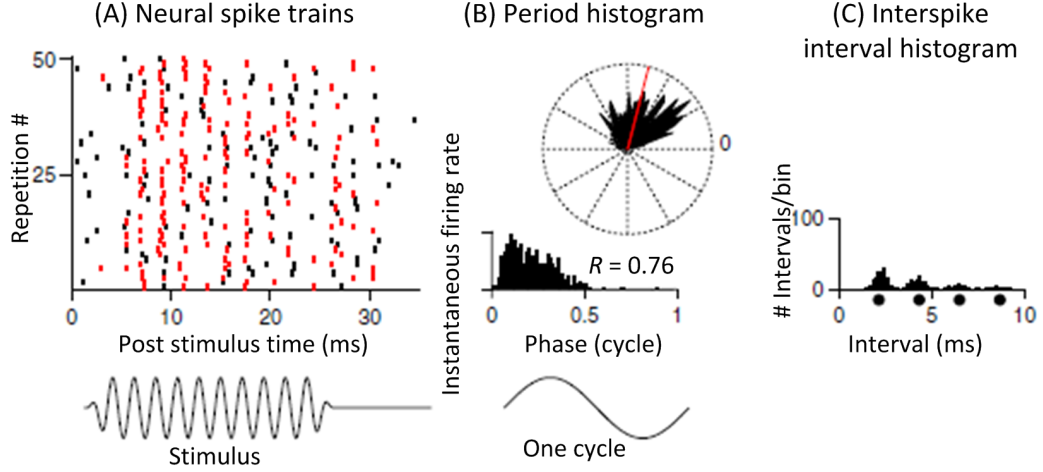 (A) Neural spike trains
(B) Period histogram
(C) Interspike
interval histogram
Repetition #
50
25
0
10
20
30
Post stimulus time (ms)
Stimulus
Instantaneous firing rate
0
R = 0.76
0
0.5
1
Phase (cycle)
One cycle
# Intervals/bin
100
0
0
5
10
Interval (ms)